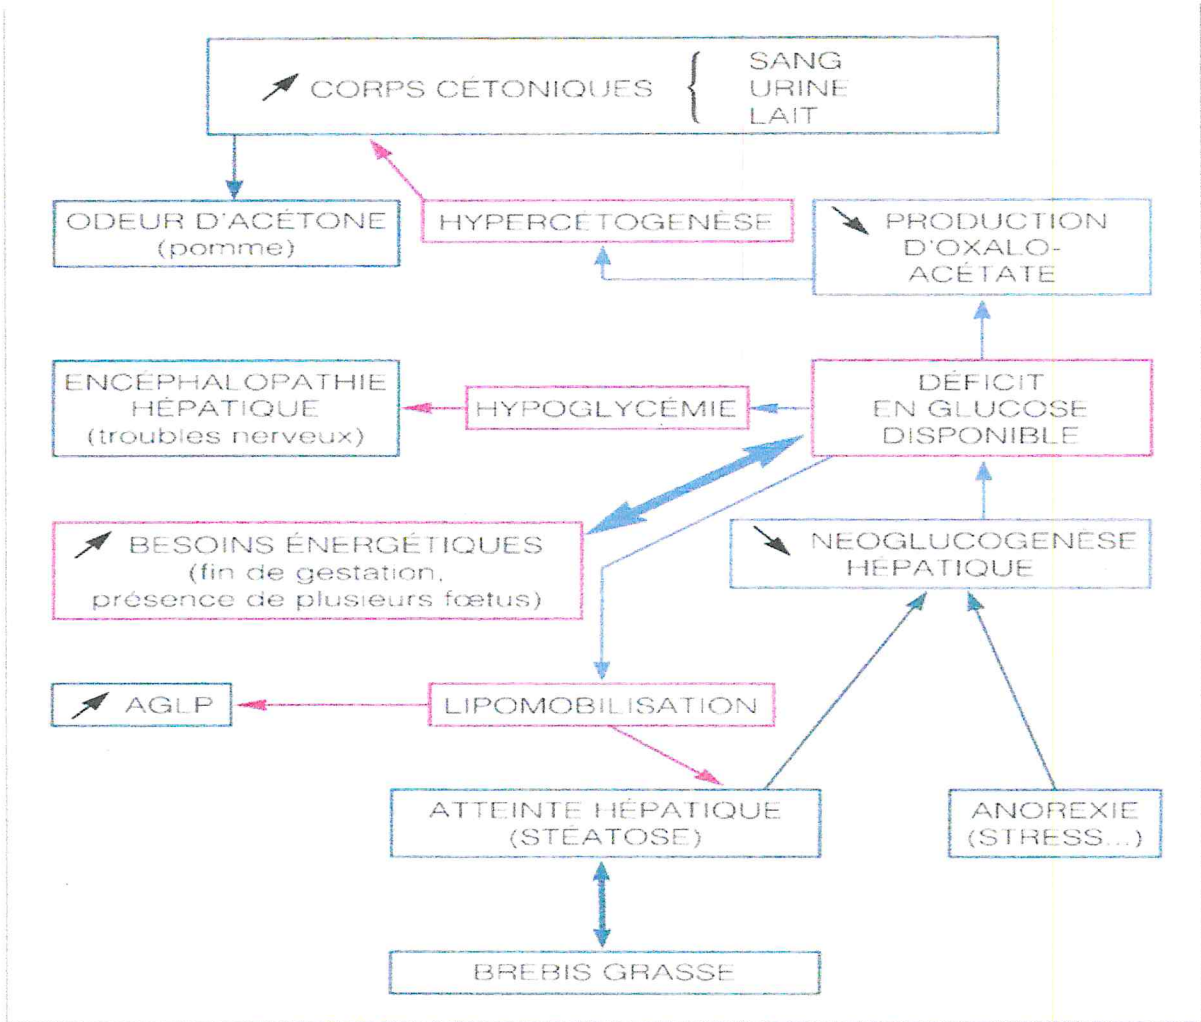 CORPS CÉTONIQUES
SANG
URINE
LAIT
ODEUR D'ACÉTONE
(pomme)
HYPERCÉTOGENÈSE
PRODUCTION
D'OXALO-
ACÉTATE
ENCÉPHALOPATHIE
HÉPATIQUE
(troubles nerveux)
HYPOGLYCÉMIE
DÉFICIT
EN GLUCOSE
DISPONIBLE
BESOINS ÉNERGÉTIQUES
(fin de gestation,
présence de plusieurs fœtus)
NÉOGLUCOGENÈSE
HÉPATIQUE
AGLP
LIPOMOBILISATION
ATTEINTE HÉPATIQUE
(STÉATOSE)
ANOREXIE
(STRESS...)
BREBIS GRASSE